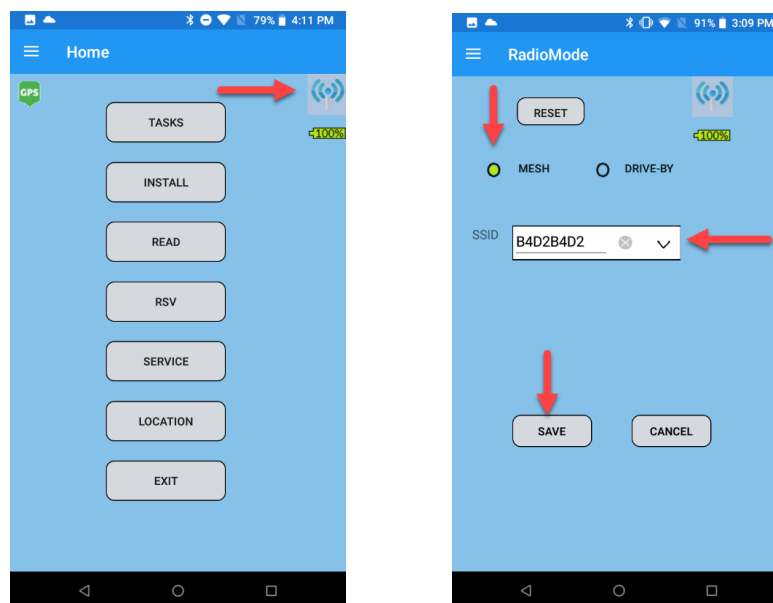 79% 4:11 PM
Home
GPS
100%
TASKS
INSTALL
READ
RSV
SERVICE
LOCATION
EXIT
91% 3:09 PM
RadioMode
RESET
100%
MESH DRIVE-BY
SSID B4D2B4D2
SAVE CANCEL